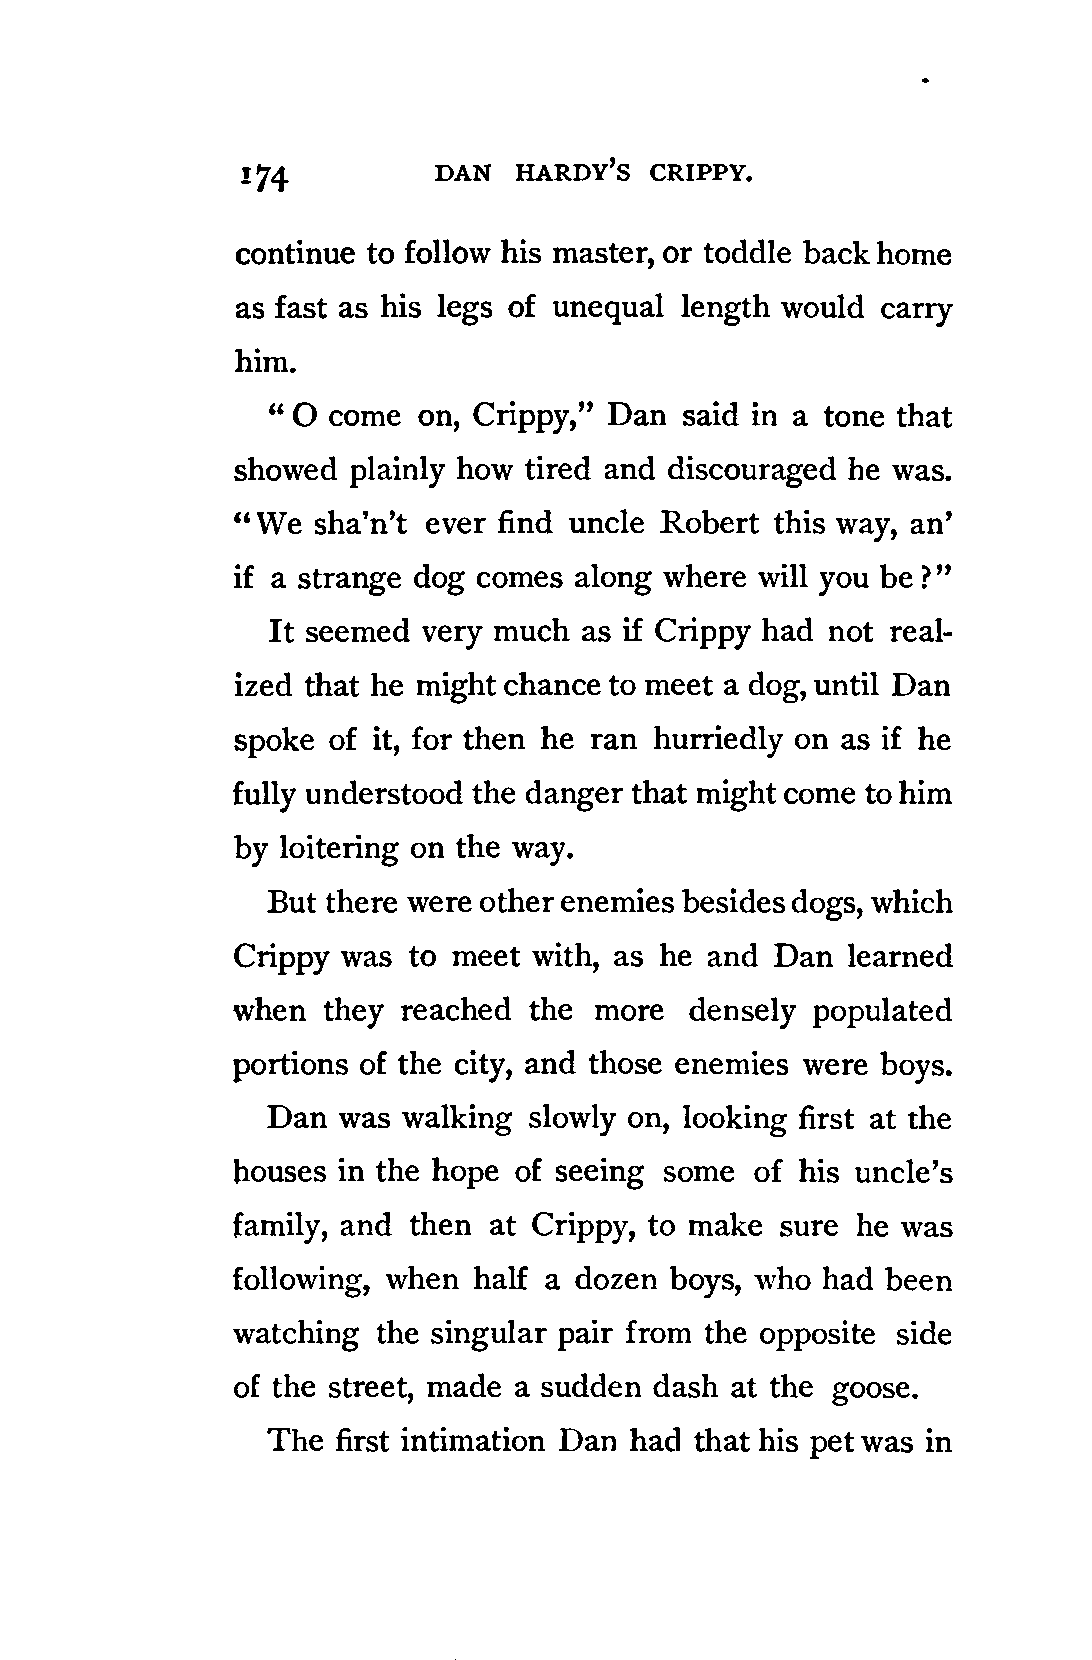 174 DAN HARDY'S CRIPPY.
continue to follow his master, or toddle back home
as fast as his legs of unequal length would carry
him.
“ O come on, Crippy,” Dan said in a tone that
showed plainly how tired and discouraged he was.
“We sha'n't ever find uncle Robert this way, an'
if a strange dog comes along where will you be ?”
It seemed very much as if Crippy had not real-
ized that he might chance to meet a dog, until Dan
spoke of it, for then he ran hurriedly on as if he
fully understood the danger that might come to him
by loitering on the way.
But there were other enemies besides dogs, which
Crippy was to meet with, as he and Dan learned
when they reached the more densely populated
portions of the city, and those enemies were boys.
Dan was walking slowly on, looking first at the
houses in the hope of seeing some of his uncle's
family, and then at Crippy, to make sure he was
following, when half a dozen boys, who had been
watching the singular pair from the opposite side
of the street, made a sudden dash at the goose.
The first intimation Dan had that his pet was in